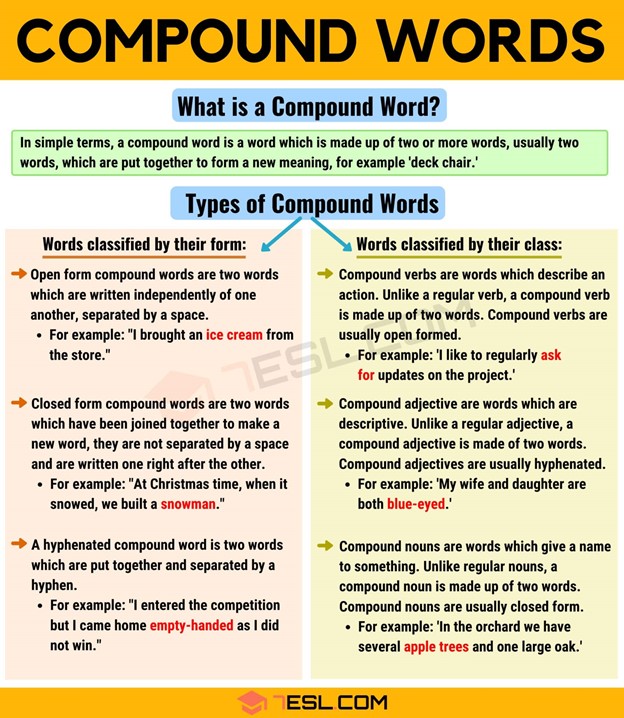 COMPOUND WORDS
What is a Compound Word?
In simple terms, a compound word is a word which is made up of two or more words, usually two
words, which are put together to form a new meaning, for example 'deck chair.'
Types of Compound Words
Words classified by their form:
Open form compound words are two words
which are written independently of one
another, separated by a space.
• For example: "I brought an ice cream from
the store."
Closed form compound words are two words
which have been joined together to make a
new word, they are not separated by a space
and are written one right after the other.
• For example: "At Christmas time, when it
snowed, we built a snowman."
A hyphenated compound word is two words
which are put together and separated by a
hyphen.
• For example: "I entered the competition
but I came home empty-handed as I did
not win."
Words classified by their class:
Compound verbs are words which describe an
action. Unlike a regular verb, a compound verb
is made up of two words. Compound verbs are
usually open formed.
• For example: 'I like to regularly ask
for updates on the project.'
Compound adjective are words which are
descriptive. Unlike a regular adjective, a
compound adjective is made of two words.
Compound adjectives are usually hyphenated.
• For example: 'My wife and daughter are
both blue-eyed.'
Compound nouns are words which give a name
to something. Unlike regular nouns, a
compound noun is made up of two words.
Compound nouns are usually closed form.
• For example: 'In the orchard we have
several apple trees and one large oak.'
7ESL.COM
7ESL.COM